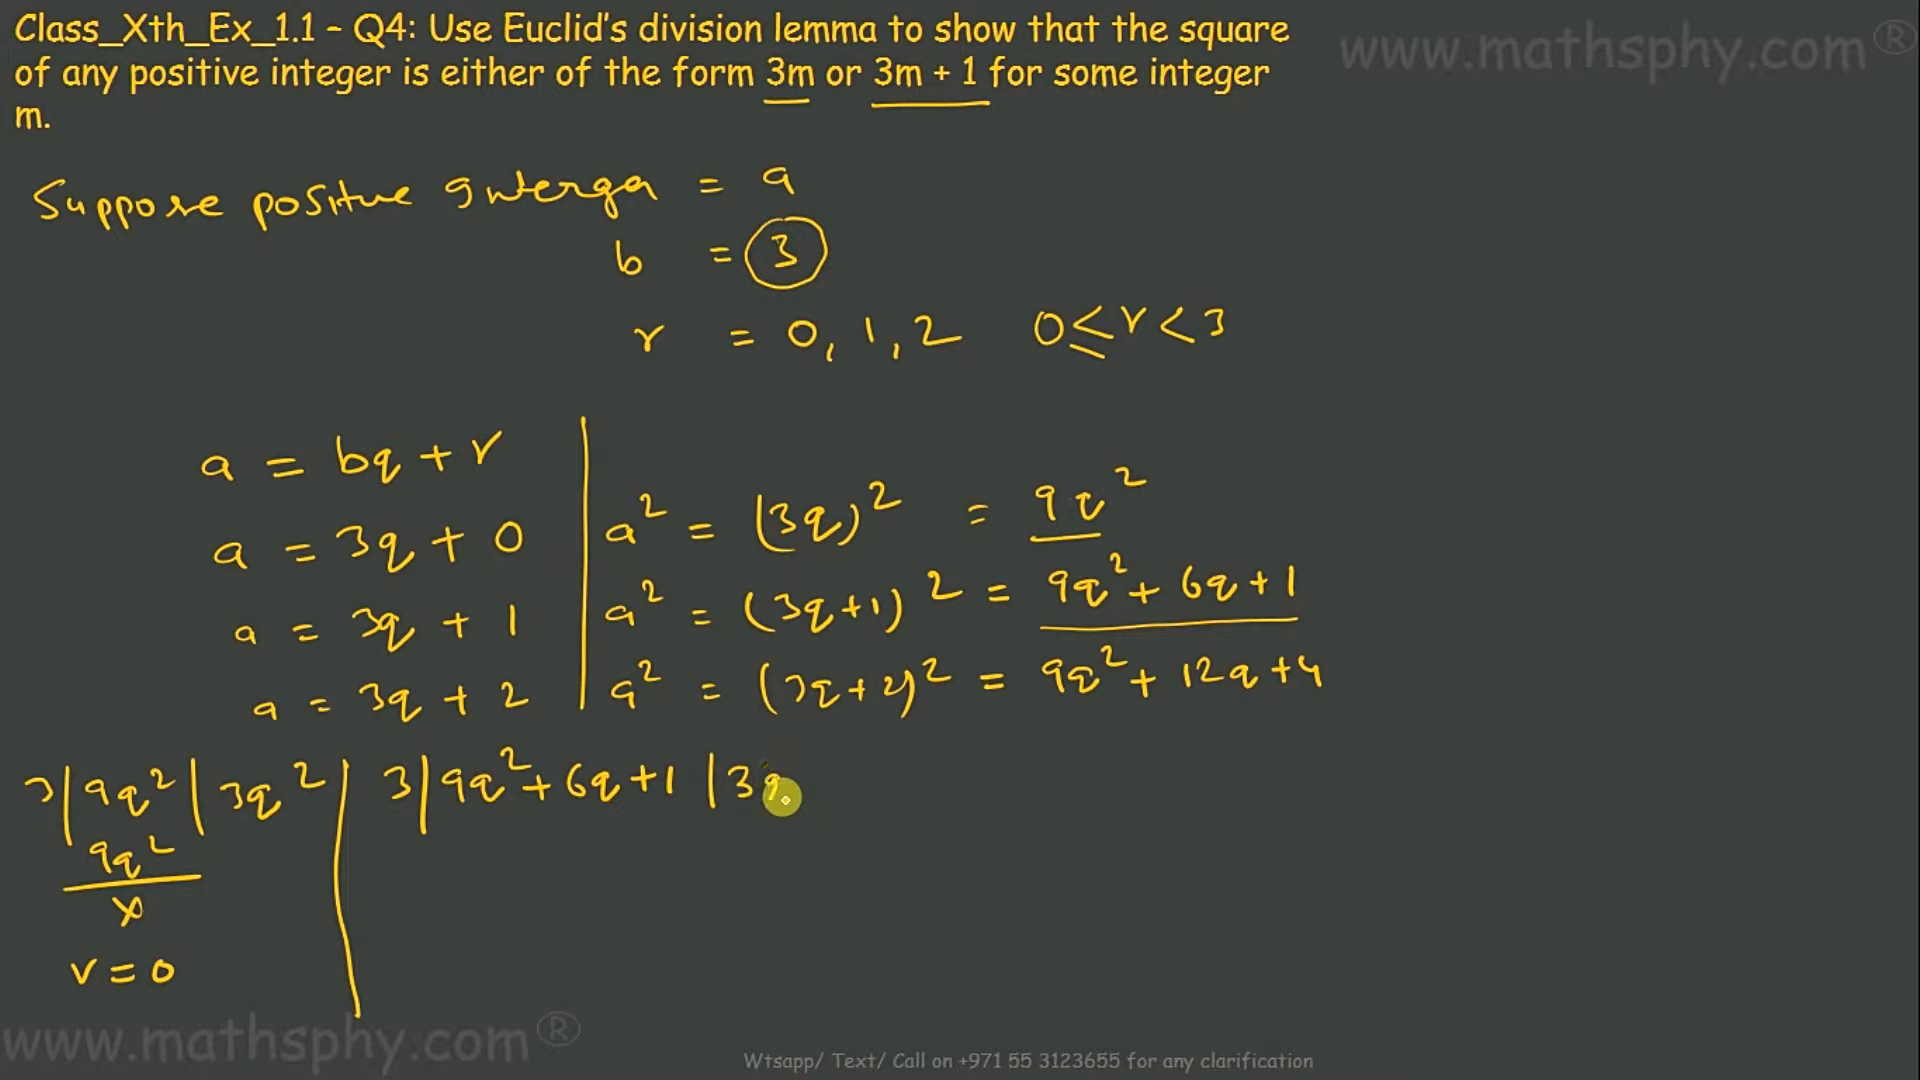 Class_Xth_Ex_1.1 – Q4: Use Euclid's division lemma to show that the square
of any positive integer is either of the form 3m or 3m + 1 for some integer
m.
www.mathsphy.com®
Suppose positive = a
b = 3
r = 0, 1, 2 0 ≤ r < 3
a = bq + r
a = 3q + 0
a = 3q + 1
a = 3q + 2
a² = (3q)² = 9q²
a² = (3q+1)² = 9q² + 6q + 1
a² = (3q+2)² = 9q² + 12q + 4
3 | 9q² | 3q²
9q²
x
r = 0
3 | 9q² + 6q + 1 | 3q
www.mathsphy.com®
Wtsapp/ Text/ Call on +971 55 3123655 for any clarification